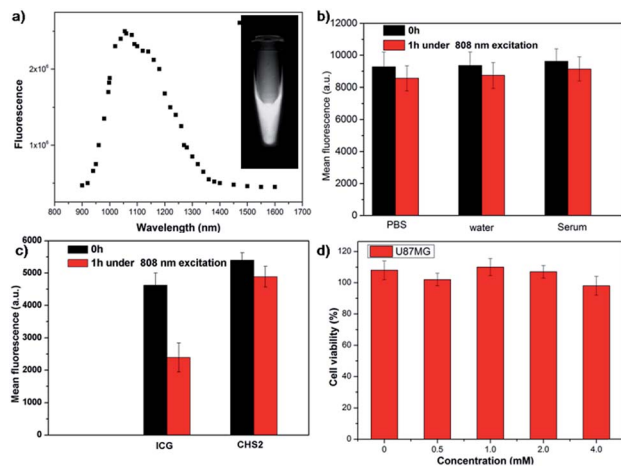 a)
Fluorescence
2x10⁶
1x10⁶
800 900 1000 1100 1200 1300 1400 1500 1600 1700
Wavelength (nm)
b)
0h
1h under 808 nm excitation
Mean fluorescence (a.u.)
12000
10000
8000
6000
4000
2000
0
PBS water Serum
c)
0h
1h under 808 nm excitation
Mean fluorescence (a.u.)
6000
5000
4000
3000
2000
1000
0
ICG CHS2
d)
U87MG
Cell viability (%)
120
100
80
60
40
20
0
0 0.5 1.0 2.0 4.0
Concentration (mM)